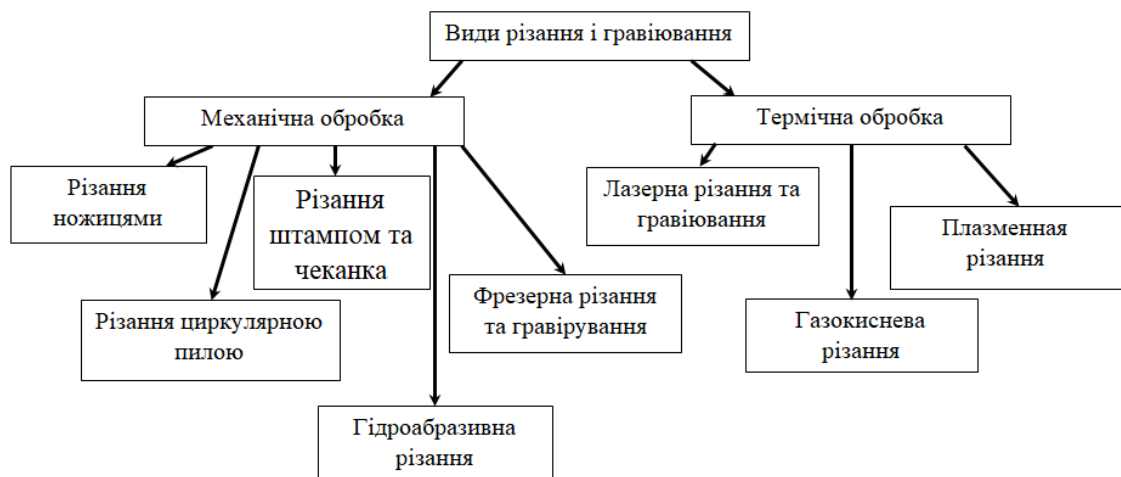 Види різання і гравіювання
Механічна обробка
Термічна обробка
Різання
ножицями
Різання
штампом та
чеканка
Лазерна різання та
гравіювання
Плазменная
різання
Різання циркулярною
пилою
Фрезерна різання
та гравірування
Газокиснева
різання
Гідроабразивна
різання